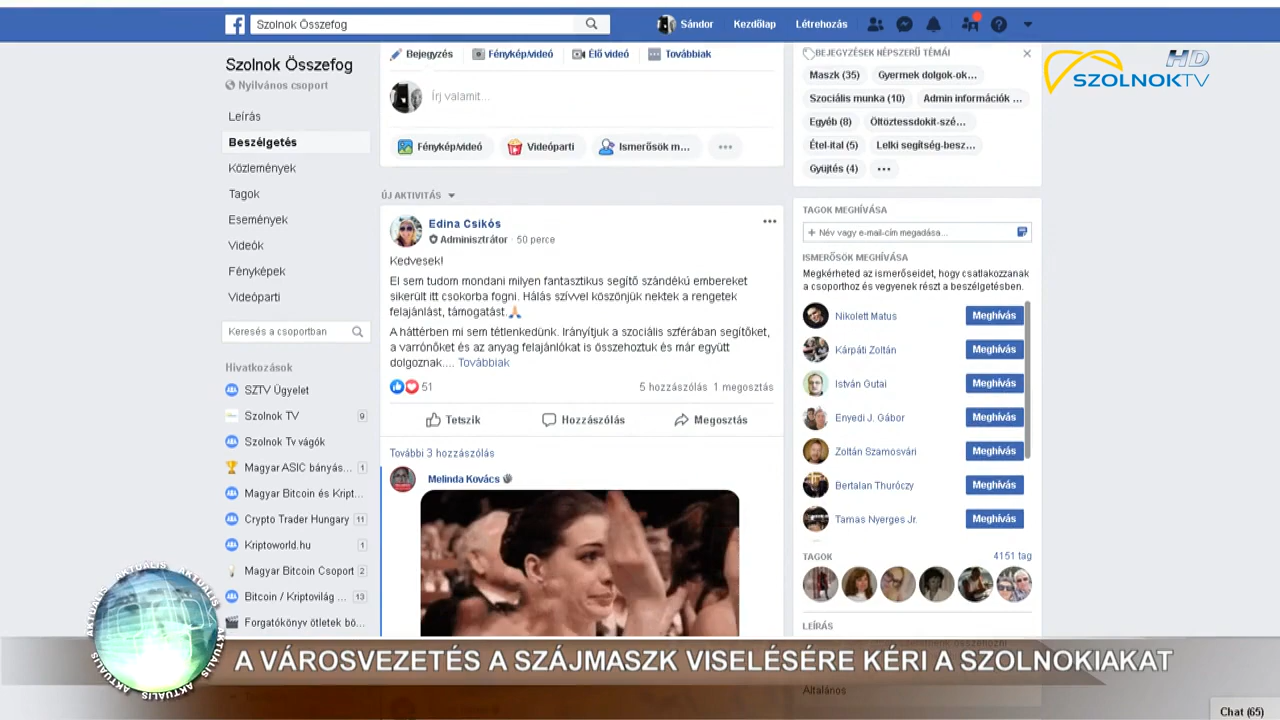 Szolnok Összefog
Sándor
Kezdőlap
Létrehozás
Szolnok Összefog
Nyilvános csoport
Leírás
Beszélgetés
Közlemények
Tagok
Események
Videók
Fényképek
Videóparti
Keresés a csoportban
Hivatkozások
SZTV Ügyelet
Szolnok TV 9
Szolnok Tv vágók
Magyar ASIC bányás... 1
Magyar Bitcoin és Kript...
Crypto Trader Hungary 11
Kriptoworld.hu 1
Magyar Bitcoin Csoport 2
Bitcoin / Kriptovilág ... 13
Forgatókönyv ötletek bö...
Bejegyzés
Fénykép/videó
Élő videó
Továbbiak
Írj valamit...
Fénykép/videó
Videóparti
Ismerősök m...
ÚJ AKTIVITÁS
Edina Csikós
Adminisztrátor · 50 perce
Kedvesek!
El sem tudom mondani milyen fantasztikus segítő szándékú embereket
sikerült itt csokorba fogni. Hálás szívvel köszönjük nektek a rengetek
felajánlást, támogatást.🙏
A háttérben mi sem tétlenkedünk. Irányítjuk a szociális szférában segítőket,
a varrónőket és az anyag felajánlókat is összehoztuk és már együtt
dolgoznak.... Továbbiak
51
5 hozzászólás 1 megosztás
Tetszik
Hozzászólás
Megosztás
További 3 hozzászólás
Melinda Kovács
BEJEGYZÉSEK NÉPSZERŰ TÉMÁI
Maszk (35)
Gyermek dolgok-ok...
Szociális munka (10)
Admin információk ...
Egyéb (8)
Öltöztessdokit-szé...
Étel-ital (5)
Lelki segítség-besz...
Gyűjtés (4)
TAGOK MEGHÍVÁSA
+ Név vagy e-mail-cím megadása...
ISMERŐSÖK MEGHÍVÁSA
Megkérheted az ismerőseidet, hogy csatlakozzanak
a csoporthoz és vegyenek részt a beszélgetésben.
Nikolett Matus Meghívás
Kárpáti Zoltán Meghívás
István Gutai Meghívás
Enyedi J. Gábor Meghívás
Zoltán Szamosvári Meghívás
Bertalan Thuróczy Meghívás
Tamas Nyerges Jr. Meghívás
TAGOK 4151 tag
LEÍRÁS
Általános
Chat (65)
HD
SZOLNOKTV
AKTUÁLIS AKTUÁLIS AKTUÁLIS AKTUÁLIS
A VÁROSVEZETÉS A SZÁJMASZK VISELÉSÉRE KÉRI A SZOLNOKIAKAT